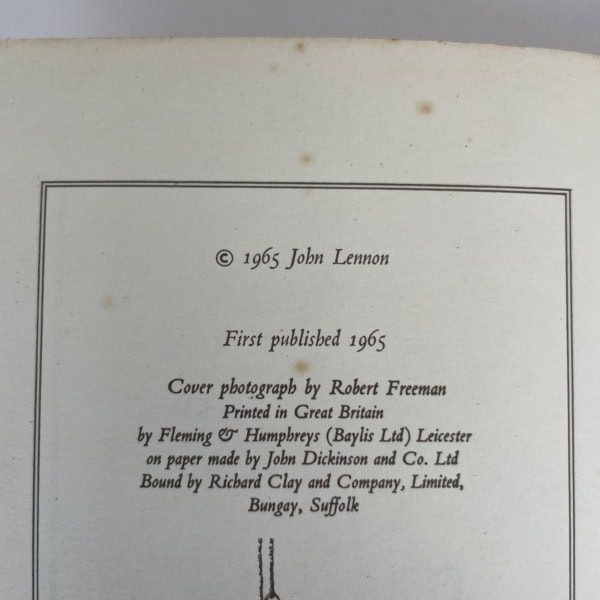 © 1965 John Lennon
First published 1965
Cover photograph by Robert Freeman
Printed in Great Britain
by Fleming & Humphreys (Baylis Ltd) Leicester
on paper made by John Dickinson and Co. Ltd
Bound by Richard Clay and Company, Limited,
Bungay, Suffolk